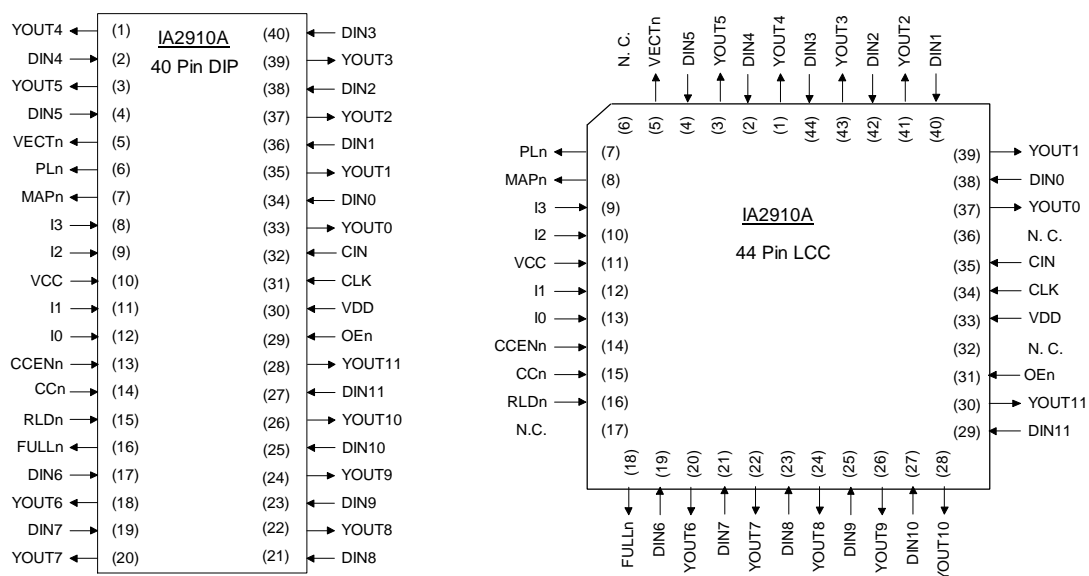 IA2910A
40 Pin DIP
YOUT4 (1) (40) DIN3
DIN4 (2) (39) YOUT3
YOUT5 (3) (38) DIN2
DIN5 (4) (37) YOUT2
VECTn (5) (36) DIN1
PLn (6) (35) YOUT1
MAPn (7) (34) DIN0
I3 (8) (33) YOUT0
I2 (9) (32) CIN
VCC (10) (31) CLK
I1 (11) (30) VDD
I0 (12) (29) OEn
CCENn (13) (28) YOUT11
CCn (14) (27) DIN11
RLDn (15) (26) YOUT10
FULLn (16) (25) DIN10
DIN6 (17) (24) YOUT9
YOUT6 (18) (23) DIN9
DIN7 (19) (22) YOUT8
YOUT7 (20) (21) DIN8
N. C. VECTn DIN5 YOUT5 DIN4 YOUT4 DIN3 YOUT3 DIN2 YOUT2 DIN1
(6) (5) (4) (3) (2) (1) (44) (43) (42) (41) (40)
IA2910A
44 Pin LCC
PLn (7) (39) YOUT1
MAPn (8) (38) DIN0
I3 (9) (37) YOUT0
I2 (10) (36) N. C.
VCC (11) (35) CIN
I1 (12) (34) CLK
I0 (13) (33) VDD
CCENn (14) (32) N. C.
CCn (15) (31) OEn
RLDn (16) (30) YOUT11
N.C. (17) (29) DIN11
(18) (19) (20) (21) (22) (23) (24) (25) (26) (27) (28)
FULLn DIN6 YOUT6 DIN7 YOUT7 DIN8 YOUT8 DIN9 YOUT9 DIN10 YOUT10